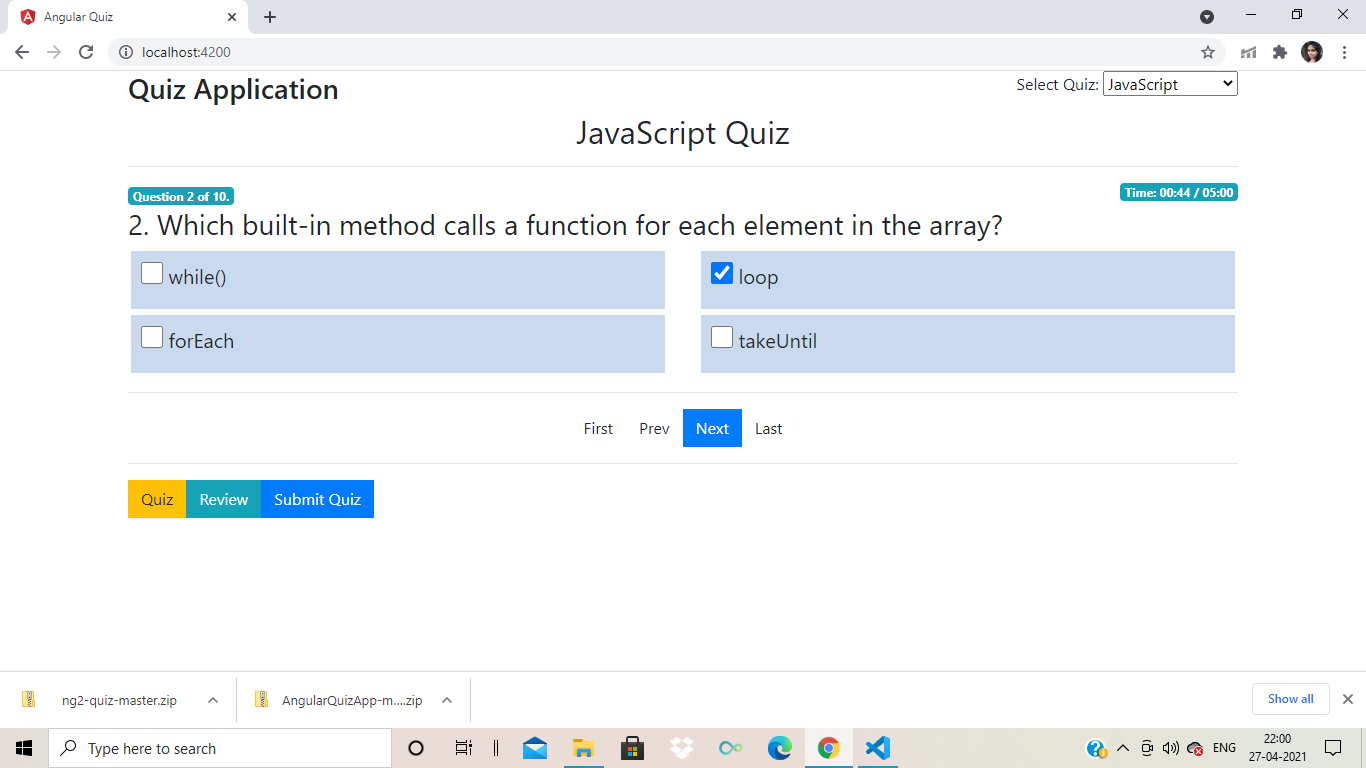 Angular Quiz
localhost:4200
Quiz Application
Select Quiz: JavaScript
JavaScript Quiz
Question 2 of 10.
Time: 00:44 / 05:00
2. Which built-in method calls a function for each element in the array?
while()
loop
forEach
takeUntil
First Prev Next Last
Quiz Review Submit Quiz
ng2-quiz-master.zip
AngularQuizApp-m....zip
Show all
Type here to search
ENG
22:00
27-04-2021